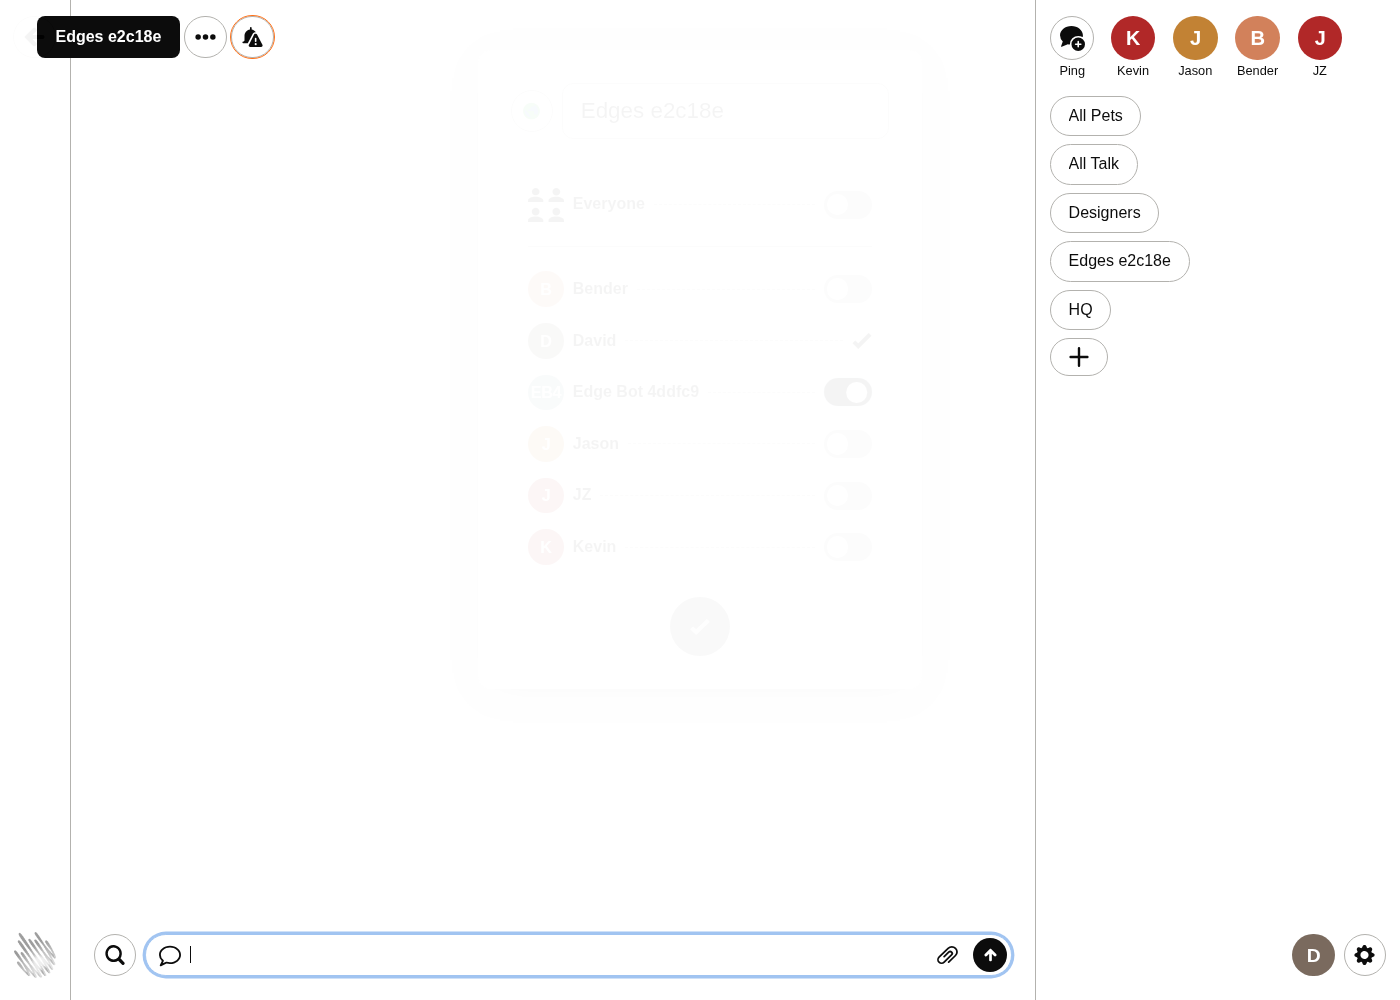 Edges e2c18e
Edges e2c18e
Everyone
B Bender
D David
EB4 Edge Bot 4ddfc9
J Jason
J JZ
K Kevin
K J B J
Ping Kevin Jason Bender JZ
All Pets
All Talk
Designers
Edges e2c18e
HQ
D